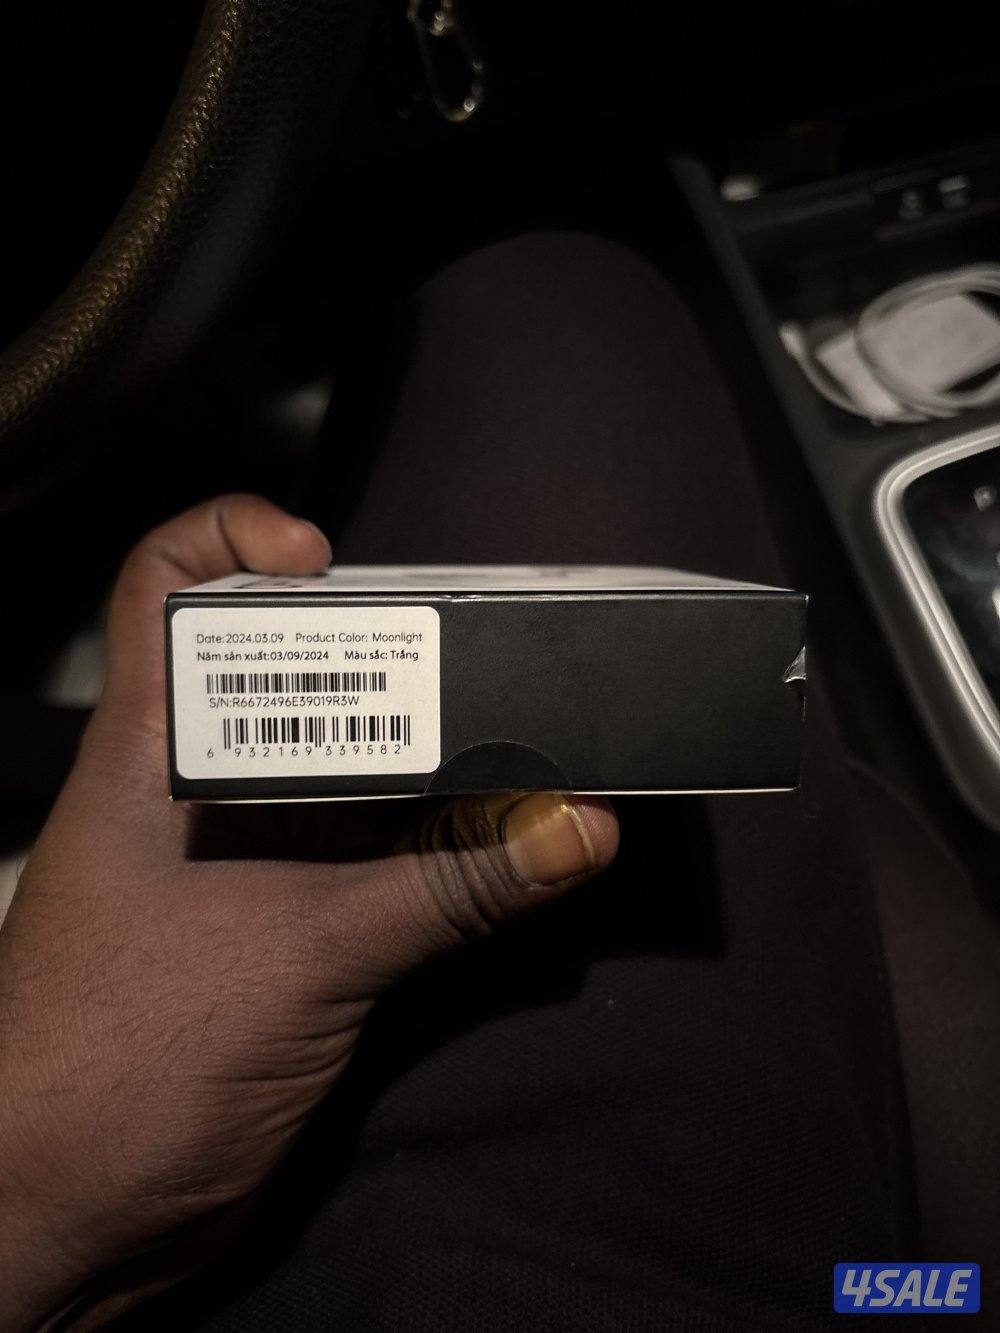 Date:2024.03.09 Product Color: Moonlight
Năm sản xuất:03/09/2024 Màu sắc: Trắng
S/N:R6672496E39019R3W
6 932169 339582
4SALE